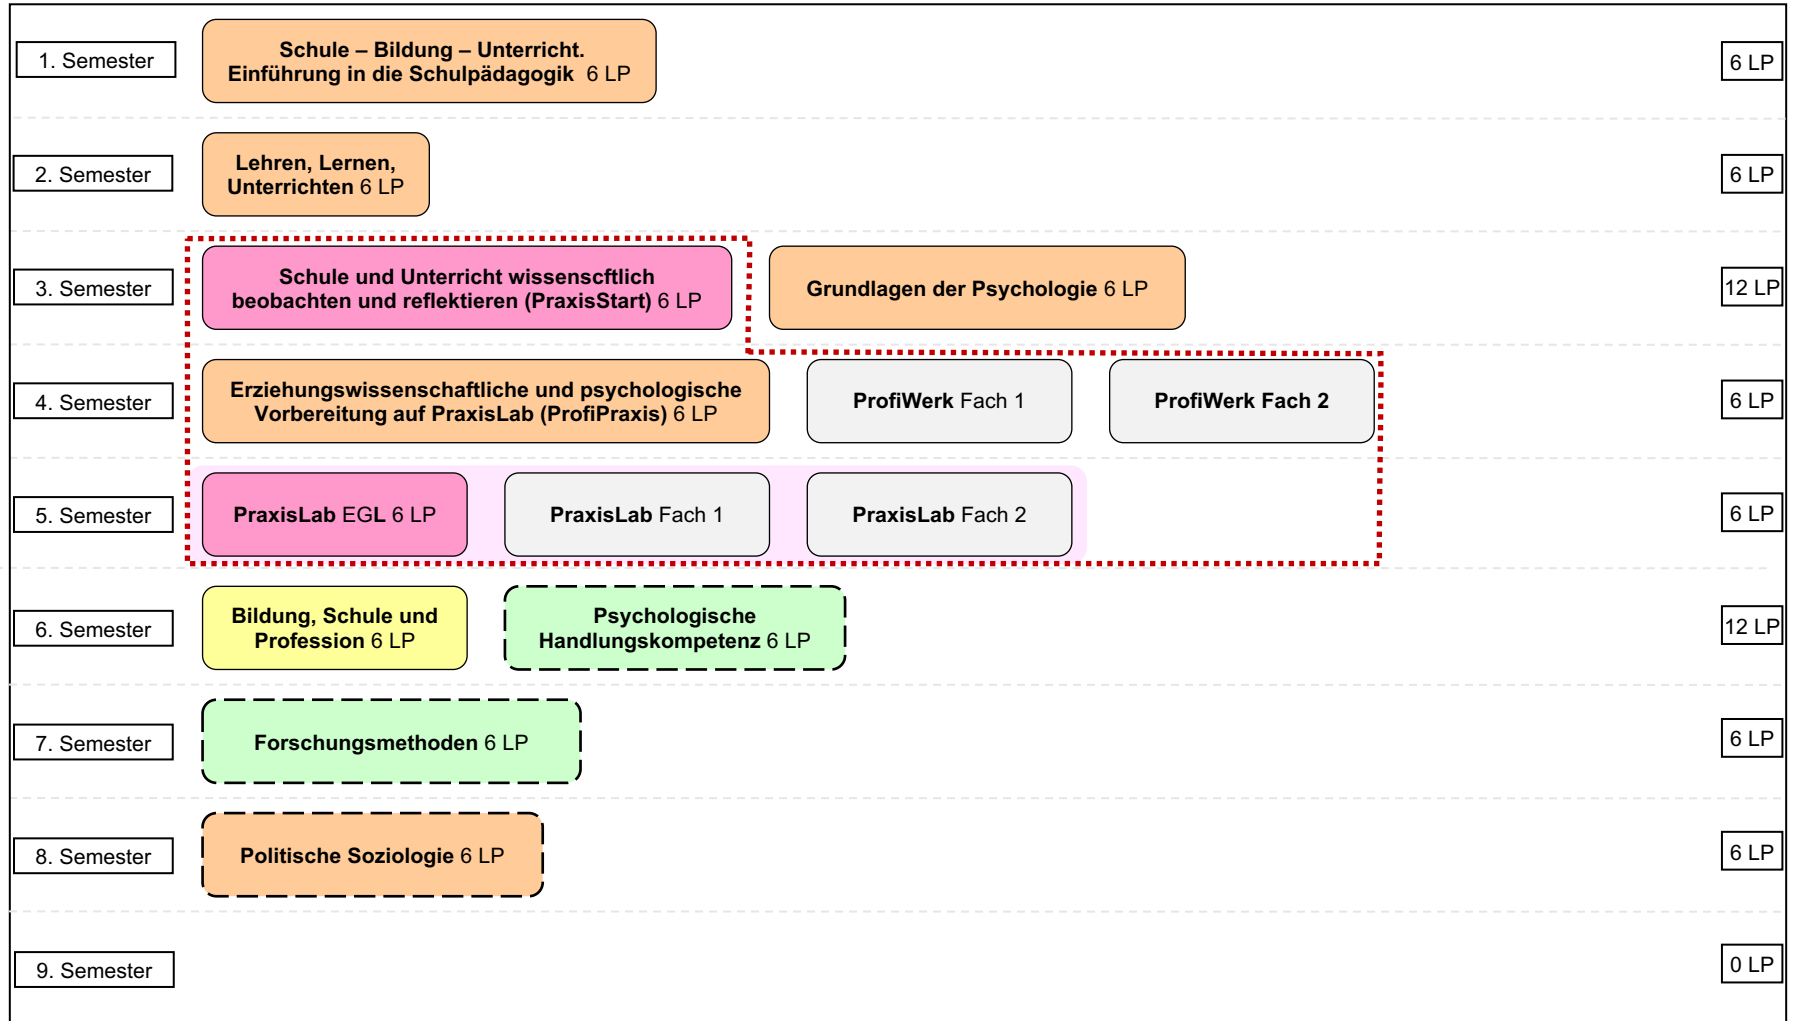 1. Semester
Schule – Bildung – Unterricht.
Einführung in die Schulpädagogik 6 LP
6 LP
2. Semester
Lehren, Lernen,
Unterrichten 6 LP
6 LP
3. Semester
Schule und Unterricht wissenscftlich
beobachten und reflektieren (PraxisStart) 6 LP
Grundlagen der Psychologie 6 LP
12 LP
4. Semester
Erziehungswissenschaftliche und psychologische
Vorbereitung auf PraxisLab (ProfiPraxis) 6 LP
ProfiWerk Fach 1
ProfiWerk Fach 2
6 LP
5. Semester
PraxisLab EGL 6 LP
PraxisLab Fach 1
PraxisLab Fach 2
6 LP
6. Semester
Bildung, Schule und
Profession 6 LP
Psychologische
Handlungskompetenz 6 LP
12 LP
7. Semester
Forschungsmethoden 6 LP
6 LP
8. Semester
Politische Soziologie 6 LP
6 LP
9. Semester
0 LP